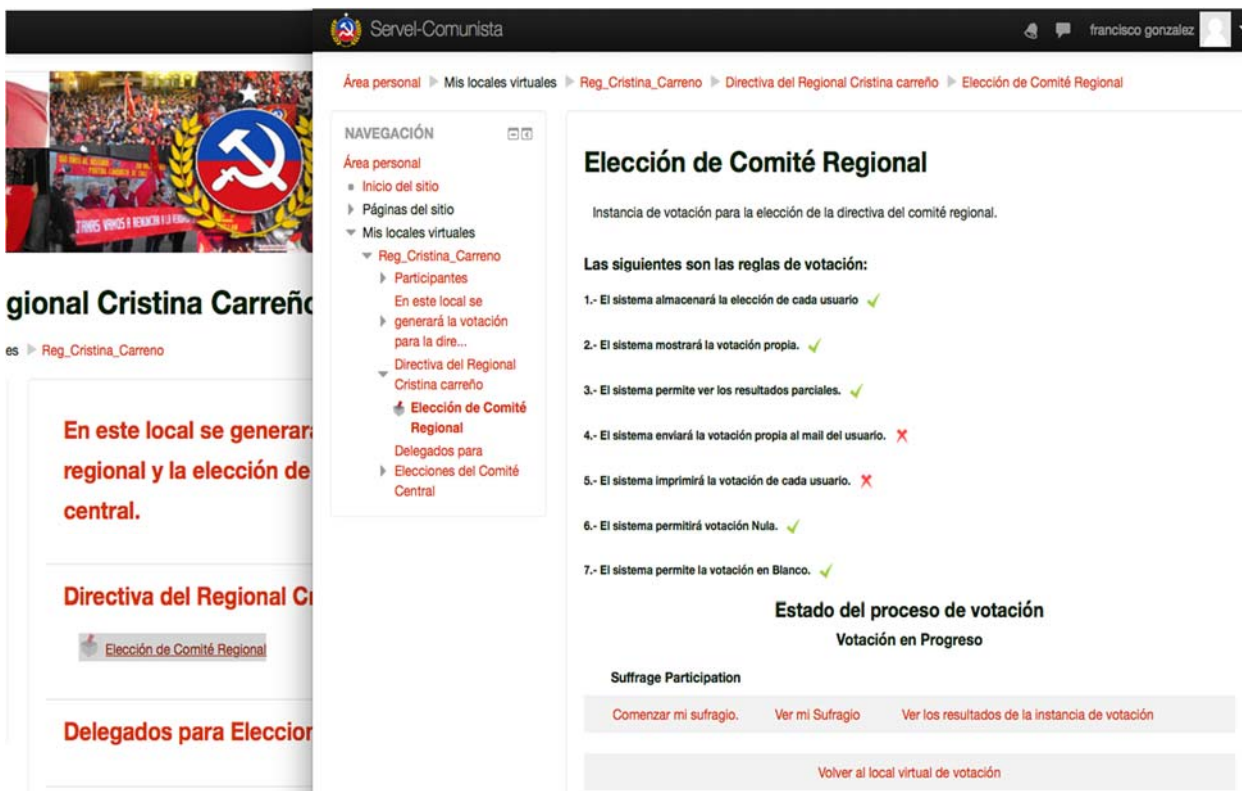 gional Cristina Carreño
es Reg_Cristina_Carreno
En este local se generar
regional y la elección de
central.
Directiva del Regional
Elección de Comité Regional
Delegados para Eleccion
Servel-Comunista
francisco gonzalez
Área personal Mis locales virtuales Reg_Cristina_Carreno Directiva del Regional Cristina carreño Elección de Comité Regional
NAVEGACIÓN
Área personal
Inicio del sitio
Páginas del sitio
Mis locales virtuales
Reg_Cristina_Carreno
Participantes
En este local se
generará la votación
para la dire...
Directiva del Regional
Cristina carreño
Elección de Comité
Regional
Delegados para
Elecciones del Comité
Central
Elección de Comité Regional
Instancia de votación para la elección de la directiva del comité regional.
Las siguientes son las reglas de votación:
1.- El sistema almacenará la elección de cada usuario
2.- El sistema mostrará la votación propia.
3.- El sistema permite ver los resultados parciales.
4.- El sistema enviará la votación propia al mail del usuario.
5.- El sistema imprimirá la votación de cada usuario.
6.- El sistema permitirá votación Nula.
7.- El sistema permite la votación en Blanco.
Estado del proceso de votación
Votación en Progreso
Suffrage Participation
Comenzar mi sufragio. Ver mi Sufragio Ver los resultados de la instancia de votación
Volver al local virtual de votación